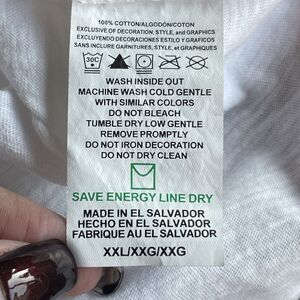 100% COTTON/ALGODÓN/COTON
EXCLUSIVE OF DECORATION, STYLE, and GRAPHICS
EXCLUYENDO DECORACIONES ESTILO Y GRAFICOS
SANS INCLURE GARNITURES, STYLE, et GRAPHIQUES
30C
WASH INSIDE OUT
MACHINE WASH COLD GENTLE
WITH SIMILAR COLORS
DO NOT BLEACH
TUMBLE DRY LOW GENTLE
REMOVE PROMPTLY
DO NOT IRON DECORATION
DO NOT DRY CLEAN
SAVE ENERGY LINE DRY
MADE IN EL SALVADOR
HECHO EN EL SALVADOR
FABRIQUE AU EL SALVADOR
XXL/XXG/XXG